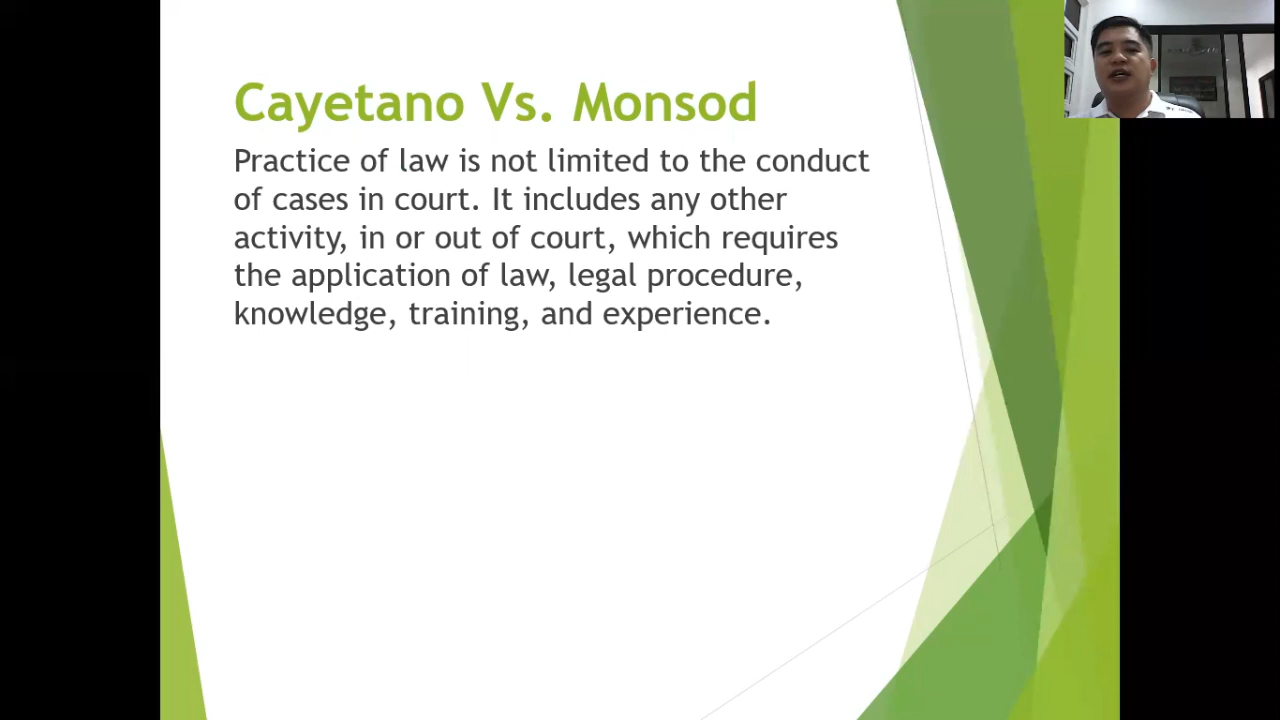 Cayetano Vs. Monsod
Practice of law is not limited to the conduct
of cases in court. It includes any other
activity, in or out of court, which requires
the application of law, legal procedure,
knowledge, training, and experience.